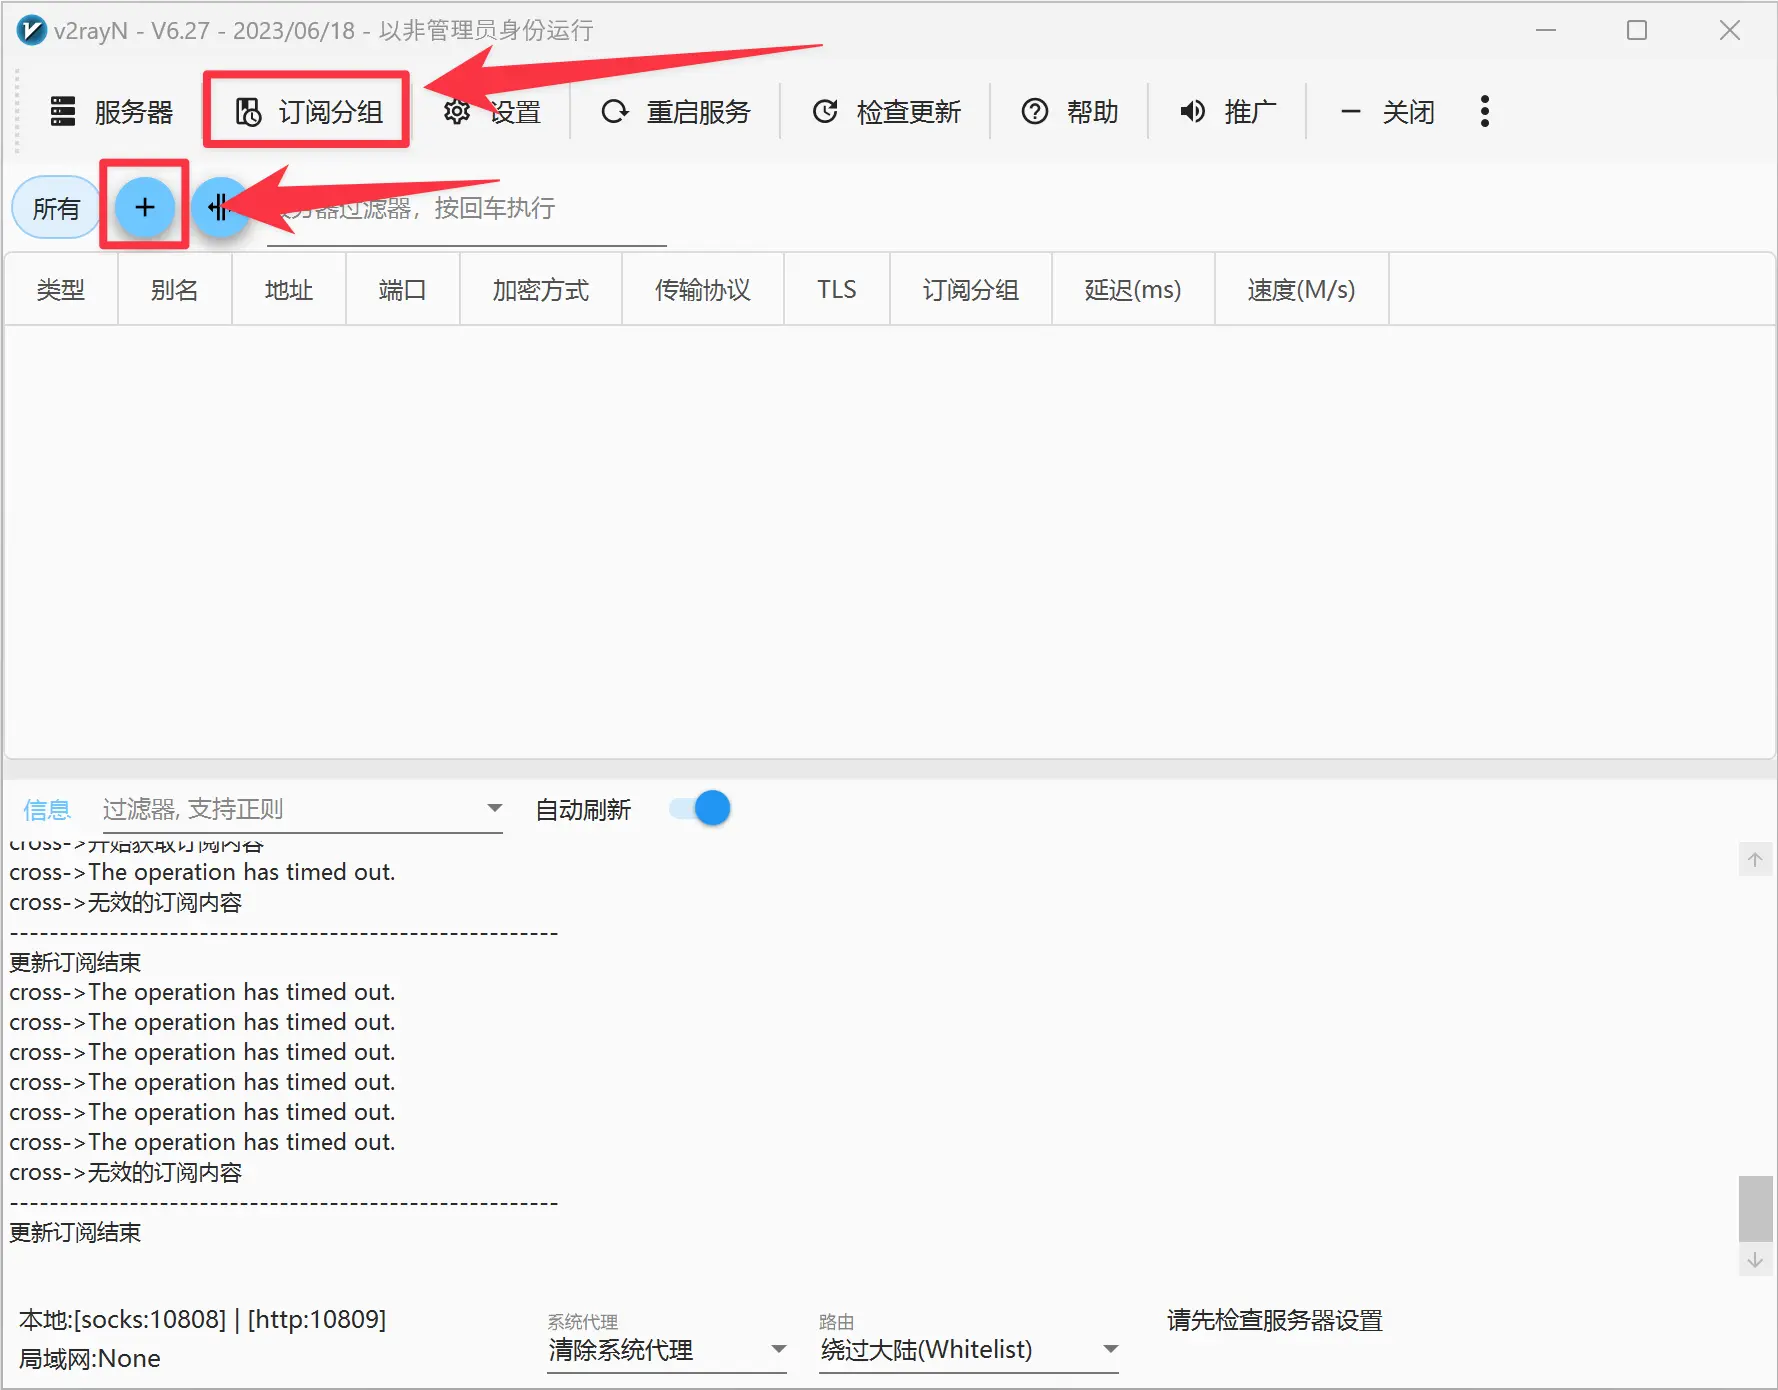 v2rayN - V6.27 - 2023/06/18 - 以非管理员身份运行
服务器 订阅分组 设置 重启服务 检查更新 帮助 推广 关闭
所有 器过滤器，按回车执行
类型 别名 地址 端口 加密方式 传输协议 TLS 订阅分组 延迟(ms) 速度(M/s)
信息 过滤器, 支持正则 自动刷新
cross->开始获取订阅内容
cross->The operation has timed out.
cross->无效的订阅内容
-------------------------------------------------------
更新订阅结束
cross->The operation has timed out.
cross->The operation has timed out.
cross->The operation has timed out.
cross->The operation has timed out.
cross->The operation has timed out.
cross->The operation has timed out.
cross->无效的订阅内容
-------------------------------------------------------
更新订阅结束
本地:[socks:10808] | [http:10809]
局域网:None
系统代理
清除系统代理
路由
绕过大陆(Whitelist)
请先检查服务器设置